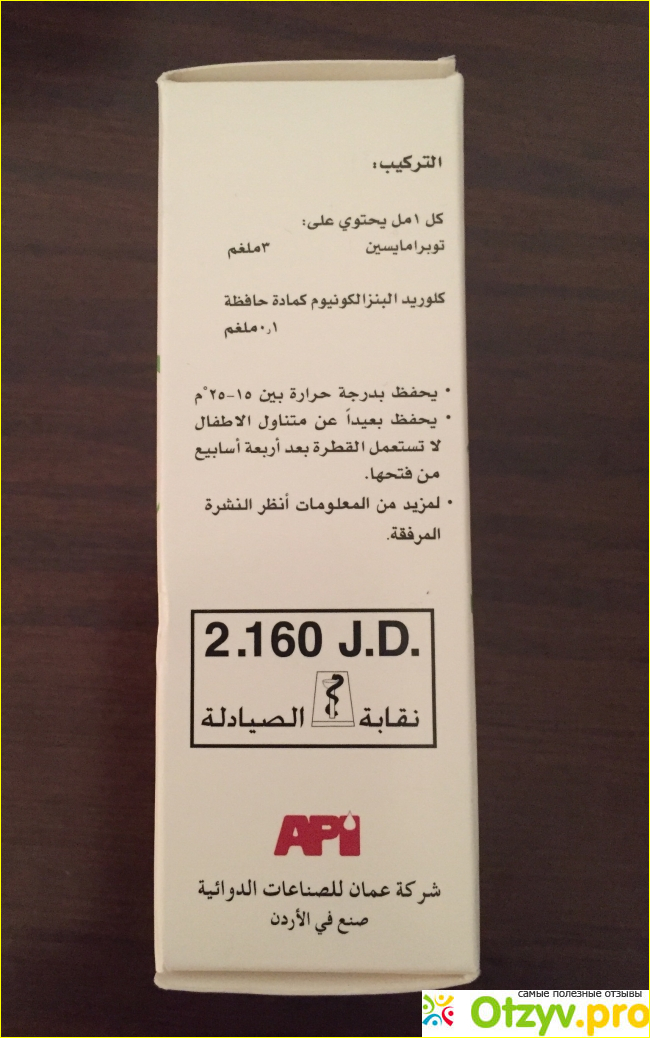 التركيب:
كل ١مل يحتوي على:
توبرامايسين ٣ملغم
كلوريد البنزالكونيوم كمادة حافظة
٠٫١ملغم
• يحفظ بدرجة حرارة بين ١٥-٢٥°م
• يحفظ بعيداً عن متناول الاطفال
لا تستعمل القطرة بعد أربعة أسابيع
من فتحها.
• لمزيد من المعلومات أنظر النشرة
المرفقة.
2.160 J.D.
نقابة الصيادلة
API
شركة عمان للصناعات الدوائية
صنع في الأردن
самые полезные отзывы
Otzyv.pro